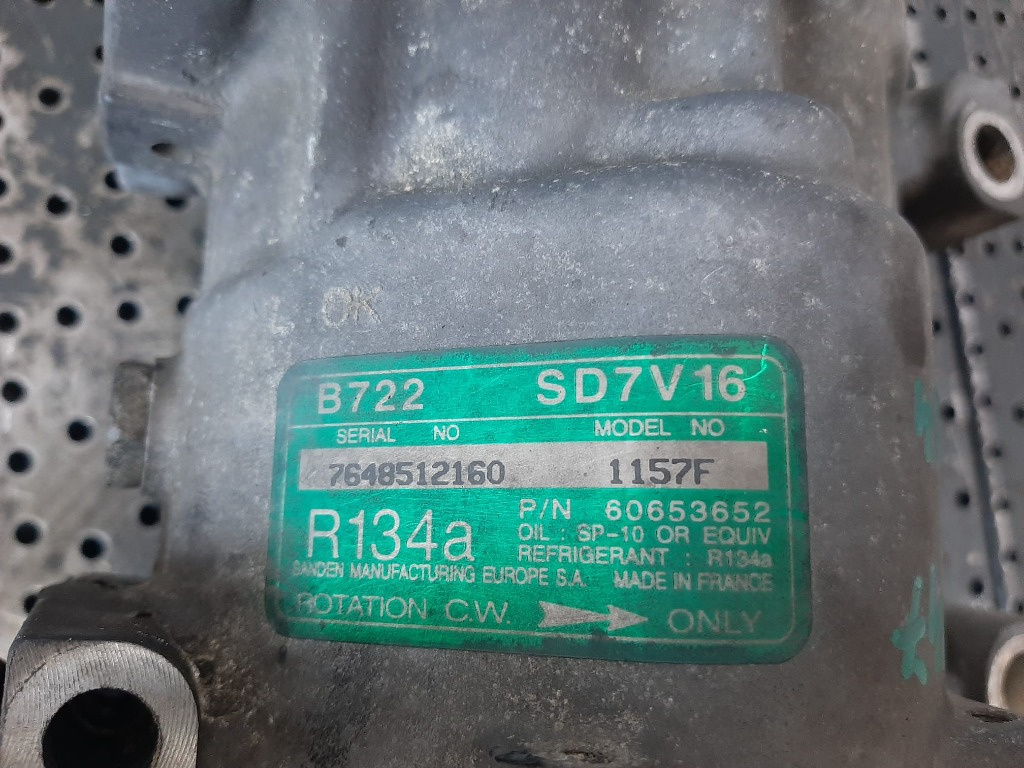 L OK
B722 SD7V16
SERIAL NO MODEL NO
7648512160 1157F
R134a P/N 60653652
OIL : SP-10 OR EQUIV
REFRIGERANT : R134a
SANDEN MANUFACTURING EUROPE S.A. MADE IN FRANCE
ROTATION C.W. ONLY